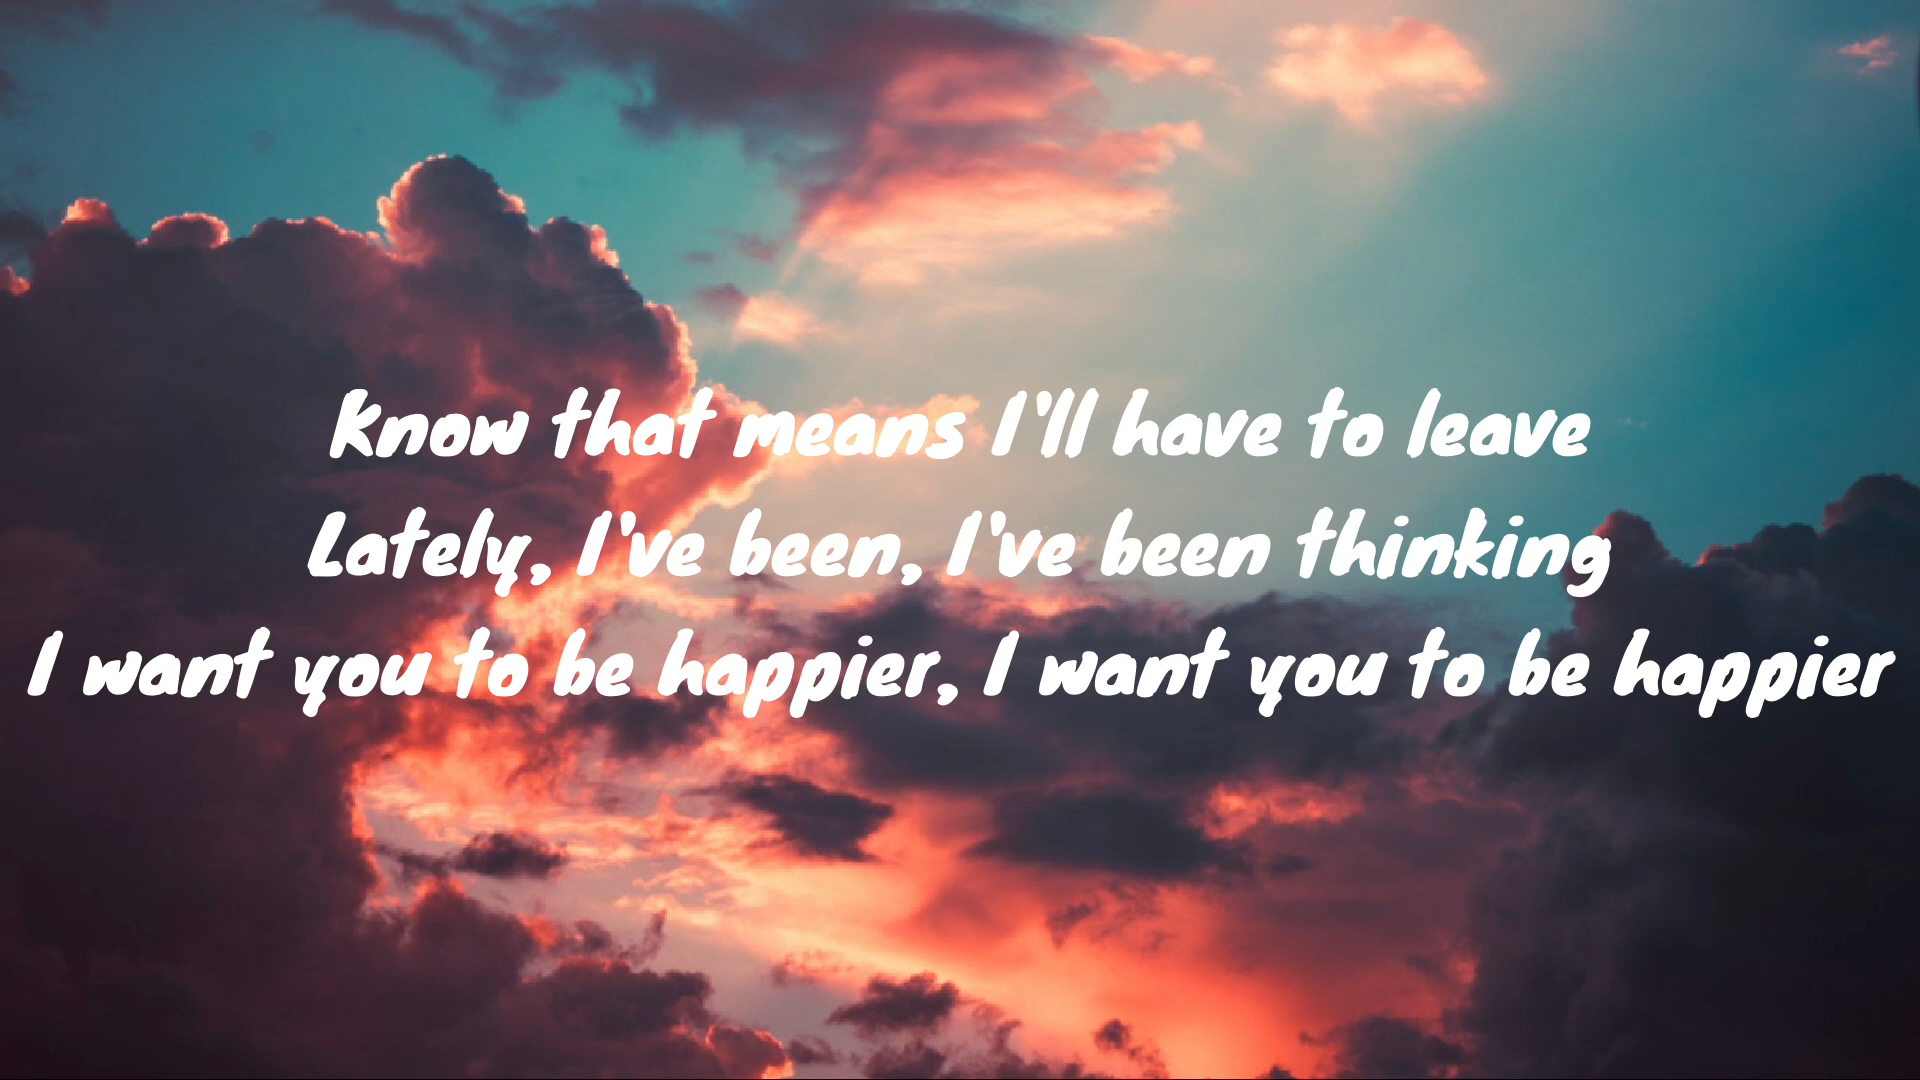 Know that means I'll have to leave
Lately, I've been, I've been thinking
I want you to be happier, I want you to be happier